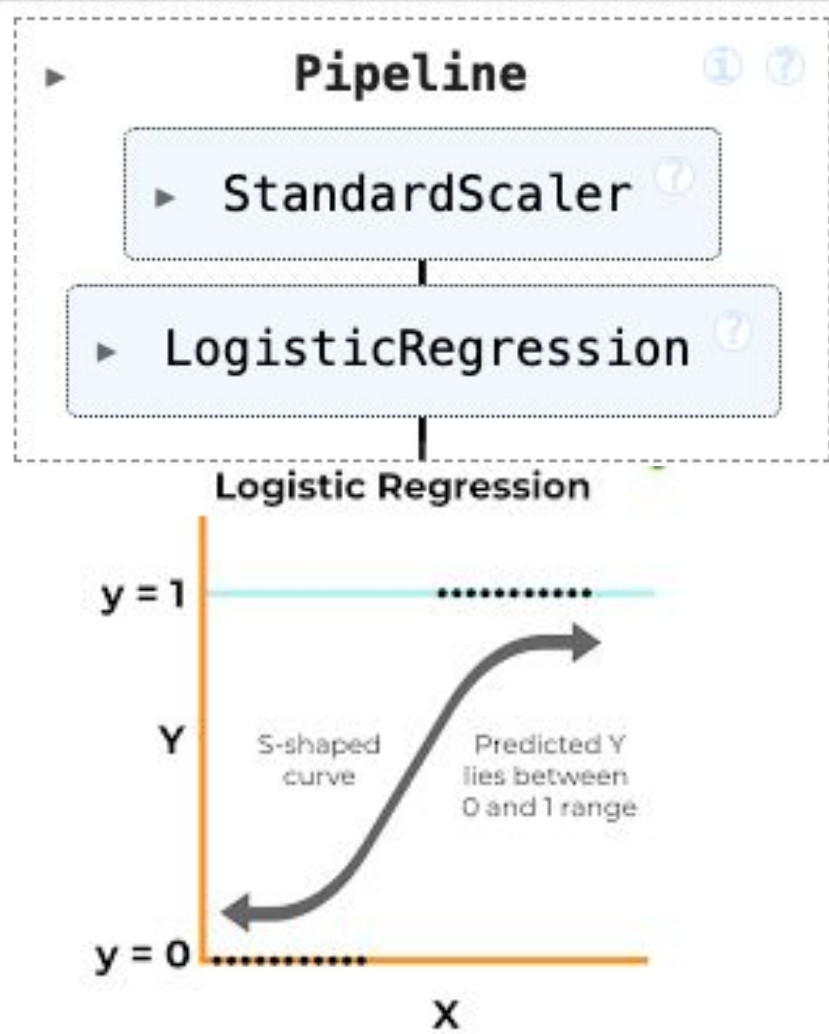 Pipeline
StandardScaler
LogisticRegression
Logistic Regression
y = 1
Y
S-shaped
curve
Predicted Y
lies between
0 and 1 range
y = 0
X